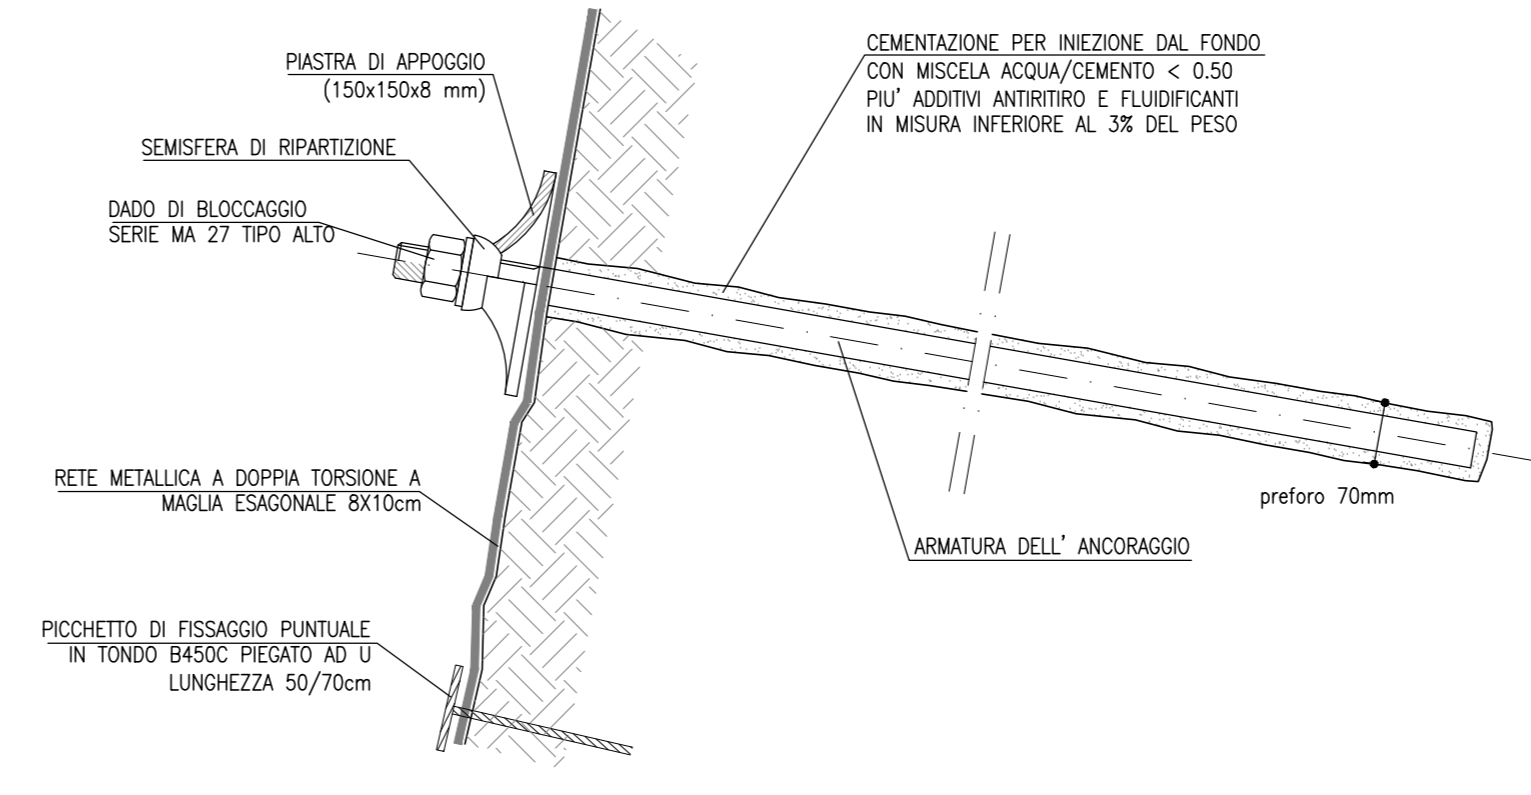 PIASTRA DI APPOGGIO
(150x150x8 mm)
SEMISFERA DI RIPARTIZIONE
DADO DI BLOCCAGGIO
SERIE MA 27 TIPO ALTO
CEMENTAZIONE PER INIEZIONE DAL FONDO
CON MISCELA ACQUA/CEMENTO < 0.50
PIU' ADDITIVI ANTIRITIRO E FLUIDIFICANTI
IN MISURA INFERIORE AL 3% DEL PESO
RETE METALLICA A DOPPIA TORSIONE A
MAGLIA ESAGONALE 8X10cm
preforo 70mm
ARMATURA DELL' ANCORAGGIO
PICCHETTO DI FISSAGGIO PUNTUALE
IN TONDO B450C PIEGATO AD U
LUNGHEZZA 50/70cm